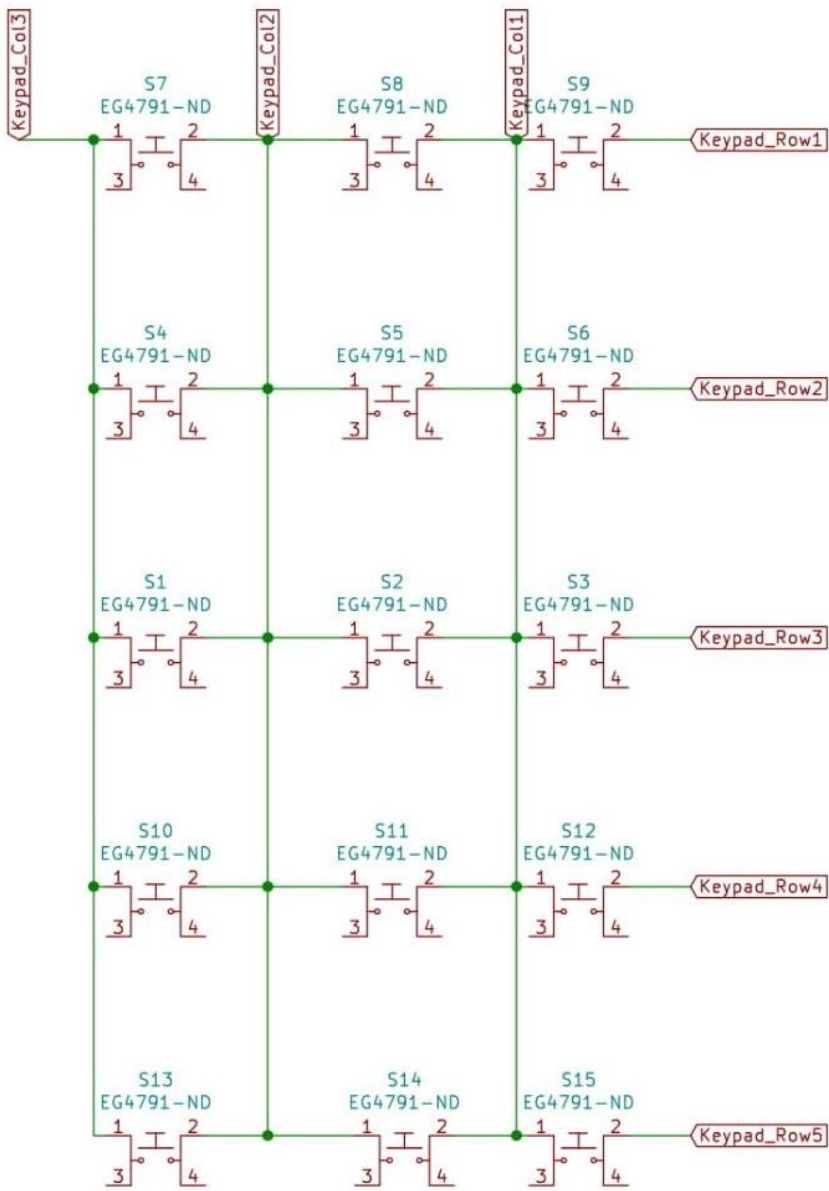 Keypad_Col3
Keypad_Col2
Keypad_Col1
S7
EG4791-ND
S8
EG4791-ND
S9
EG4791-ND
1 2
3 4
1 2
3 4
1 2
3 4
Keypad_Row1
S4
EG4791-ND
S5
EG4791-ND
S6
EG4791-ND
1 2
3 4
1 2
3 4
1 2
3 4
Keypad_Row2
S1
EG4791-ND
S2
EG4791-ND
S3
EG4791-ND
1 2
3 4
1 2
3 4
1 2
3 4
Keypad_Row3
S10
EG4791-ND
S11
EG4791-ND
S12
EG4791-ND
1 2
3 4
1 2
3 4
1 2
3 4
Keypad_Row4
S13
EG4791-ND
S14
EG4791-ND
S15
EG4791-ND
1 2
3 4
1 2
3 4
1 2
3 4
Keypad_Row5